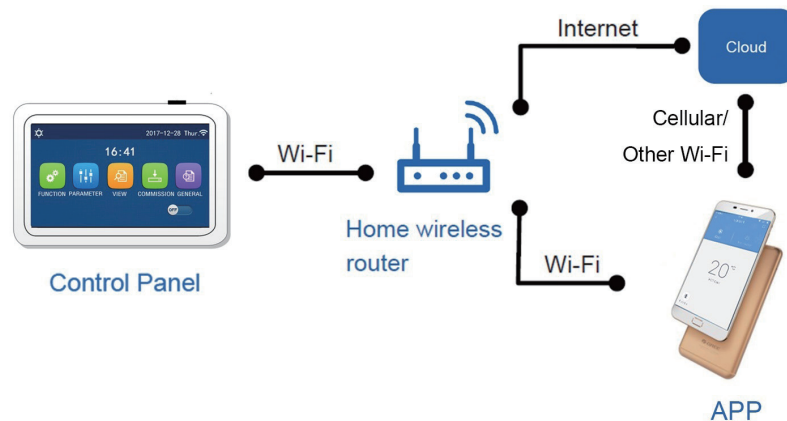 Internet
Cloud
Cellular/
Other Wi-Fi
2017-12-28 Thur.
16:41
Wi-Fi
FUNCTION PARAMETER VIEW COMMISSION GENERAL
OFF
Home wireless
router
Control Panel
Wi-Fi
20°C
APP